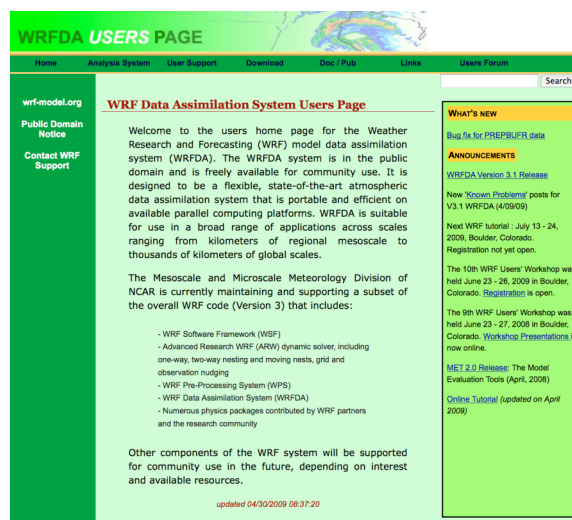 WRFDA USERS PAGE
Home
Analysis System
User Support
Download
Doc / Pub
Links
Users Forum
Search
wrf-model.org
Public Domain
Notice
Contact WRF
Support
WRF Data Assimilation System Users Page
Welcome to the users home page for the Weather
Research and Forecasting (WRF) model data assimilation
system (WRFDA). The WRFDA system is in the public
domain and is freely available for community use. It is
designed to be a flexible, state-of-the-art atmospheric
data assimilation system that is portable and efficient on
available parallel computing platforms. WRFDA is suitable
for use in a broad range of applications across scales
ranging from kilometers of regional mesoscale to
thousands of kilometers of global scales.
The Mesoscale and Microscale Meteorology Division of
NCAR is currently maintaining and supporting a subset of
the overall WRF code (Version 3) that includes:
- WRF Software Framework (WSF)
- Advanced Research WRF (ARW) dynamic solver, including
one-way, two-way nesting and moving nests, grid and
observation nudging
- WRF Pre-Processing System (WPS)
- WRF Data Assimilation System (WRFDA)
- Numerous physics packages contributed by WRF partners
and the research community
Other components of the WRF system will be supported
for community use in the future, depending on interest
and available resources.
updated 04/30/2009 08:37:20
WHAT'S NEW
Bug fix for PREPBUFR data
ANNOUNCEMENTS
WRFDA Version 3.1 Release
New 'Known Problems' posts for
V3.1 WRFDA (4/09/09)
Next WRF tutorial : July 13 - 24,
2009, Boulder, Colorado.
Registration not yet open.
The 10th WRF Users' Workshop wa
held June 23 - 26, 2009 in Boulder,
Colorado. Registration is open.
The 9th WRF Users' Workshop was
held June 23 - 27, 2008 in Boulder,
Colorado. Workshop Presentations
now online.
MET 2.0 Release: The Model
Evaluation Tools (April, 2008)
Online Tutorial (updated on April
2009)